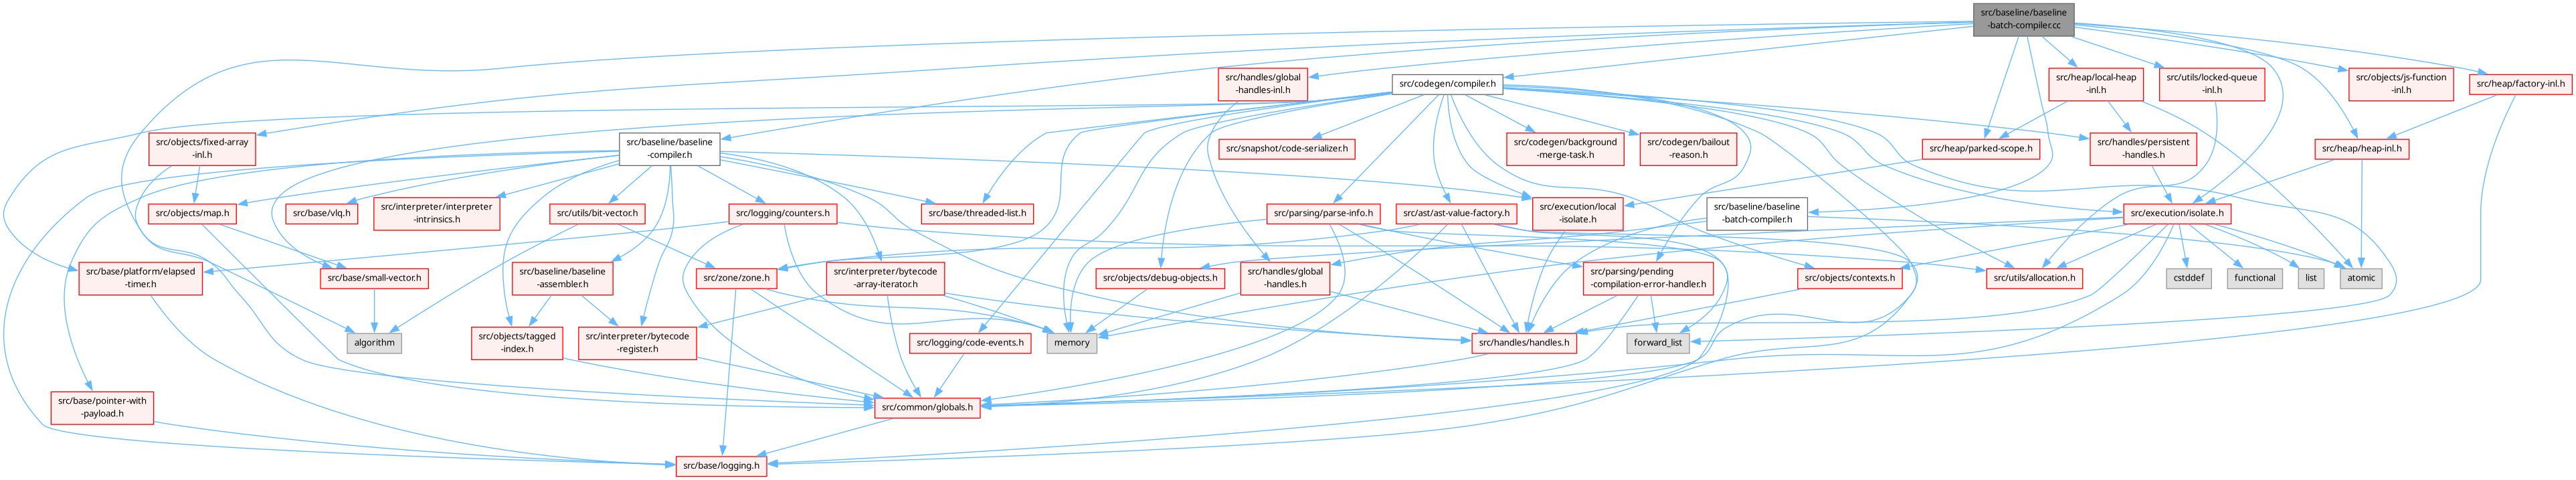 src/baseline/baseline
-batch-compiler.cc
src/handles/global
-handles-inl.h
src/codegen/compiler.h
src/heap/local-heap
-inl.h
src/utils/locked-queue
-inl.h
src/objects/js-function
-inl.h
src/heap/factory-inl.h
src/objects/fixed-array
-inl.h
src/baseline/baseline
-compiler.h
src/snapshot/code-serializer.h
src/codegen/background
-merge-task.h
src/codegen/bailout
-reason.h
src/heap/parked-scope.h
src/handles/persistent
-handles.h
src/heap/heap-inl.h
src/objects/map.h
src/base/vlq.h
src/interpreter/interpreter
-intrinsics.h
src/utils/bit-vector.h
src/logging/counters.h
src/base/threaded-list.h
src/parsing/parse-info.h
src/ast/ast-value-factory.h
src/execution/local
-isolate.h
src/baseline/baseline
-batch-compiler.h
src/execution/isolate.h
src/base/platform/elapsed
-timer.h
src/base/small-vector.h
src/baseline/baseline
-assembler.h
src/zone/zone.h
src/interpreter/bytecode
-array-iterator.h
src/objects/debug-objects.h
src/handles/global
-handles.h
src/parsing/pending
-compilation-error-handler.h
src/objects/contexts.h
src/utils/allocation.h
cstddef
functional
list
atomic
algorithm
src/objects/tagged
-index.h
src/interpreter/bytecode
-register.h
src/logging/code-events.h
memory
src/handles/handles.h
forward_list
src/base/pointer-with
-payload.h
src/common/globals.h
src/base/logging.h